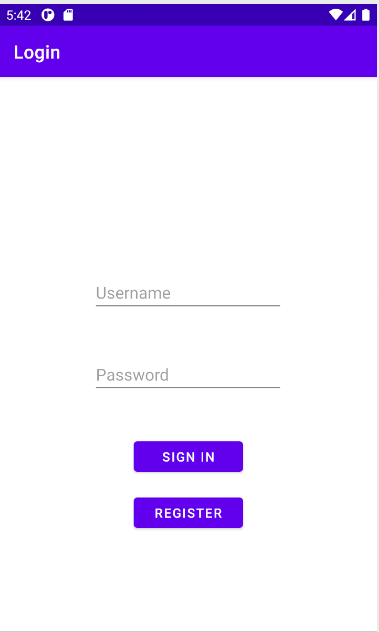 5:42
Login
Username
Password
SIGN IN
REGISTER